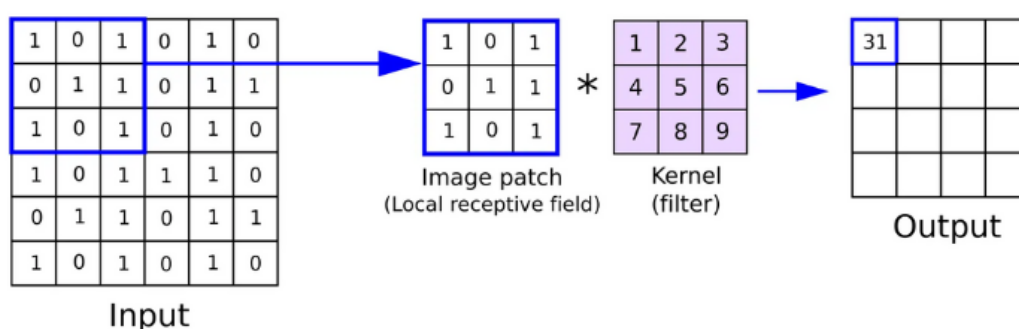 1 0 1 0 1 0
0 1 1 0 1 1
1 0 1 0 1 0
1 0 1 1 1 0
0 1 1 0 1 1
1 0 1 0 1 0
Input
1 0 1
0 1 1
1 0 1
Image patch
(Local receptive field)
*
1 2 3
4 5 6
7 8 9
Kernel
(filter)
31
Output